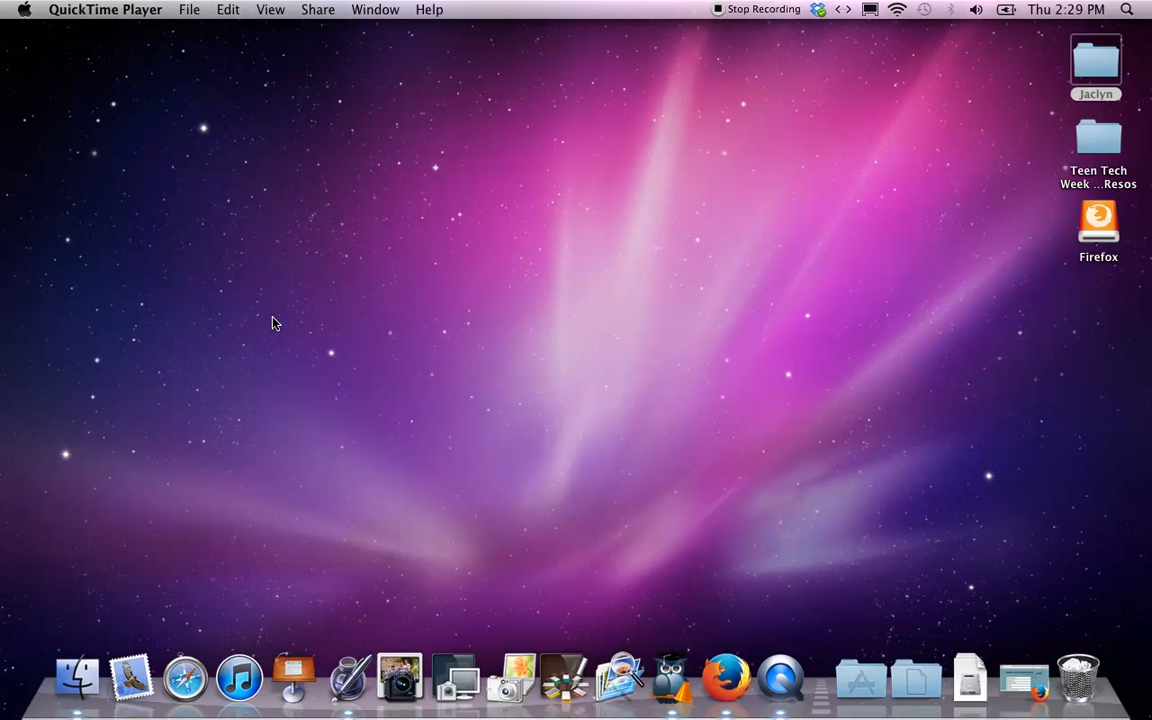 QuickTime Player File Edit View Share Window Help Stop Recording Thu 2:29 PM
Jaclyn
Teen Tech
Week ...Resos
Firefox